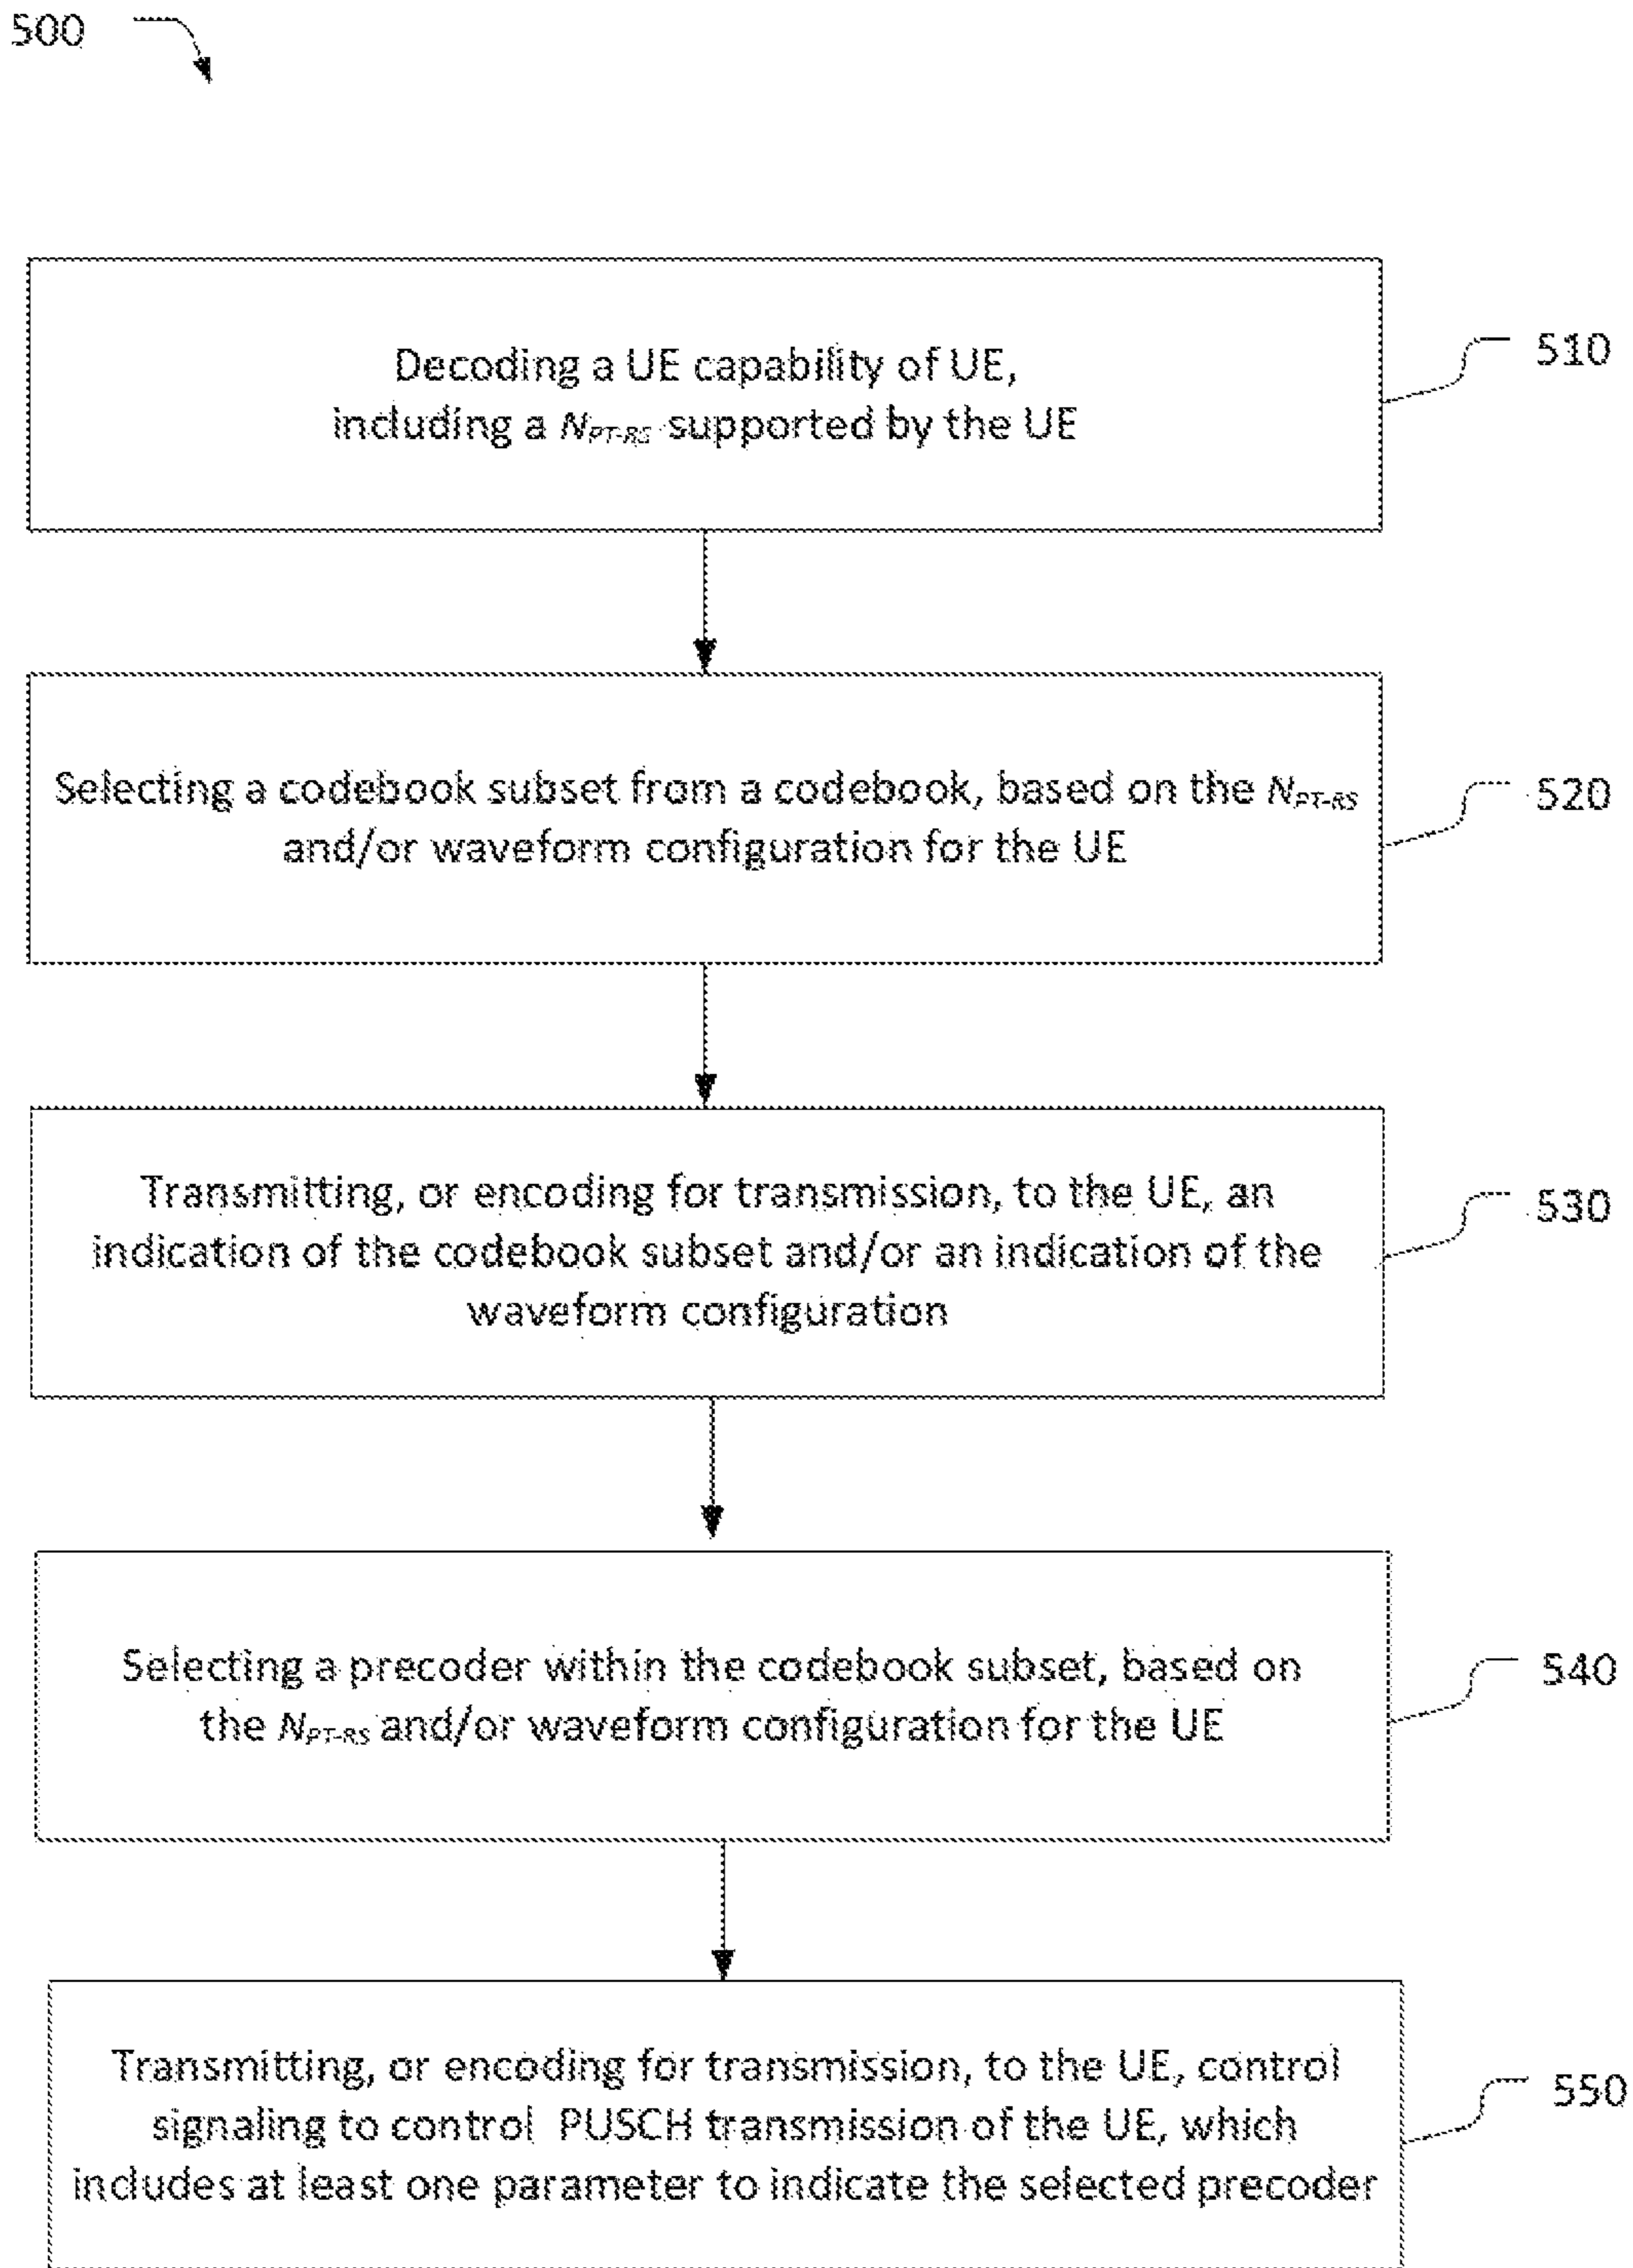 500
Decoding a UE capability of UE,
including a N_PT-RS supported by the UE
510
Selecting a codebook subset from a codebook, based on the N_PT-RS
and/or waveform configuration for the UE
520
Transmitting, or encoding for transmission, to the UE, an
indication of the codebook subset and/or an indication of the
waveform configuration
530
Selecting a precoder within the codebook subset, based on
the N_PT-RS and/or waveform configuration for the UE
540
Transmitting, or encoding for transmission, to the UE, control
signaling to control PUSCH transmission of the UE, which
includes at least one parameter to indicate the selected precoder
550